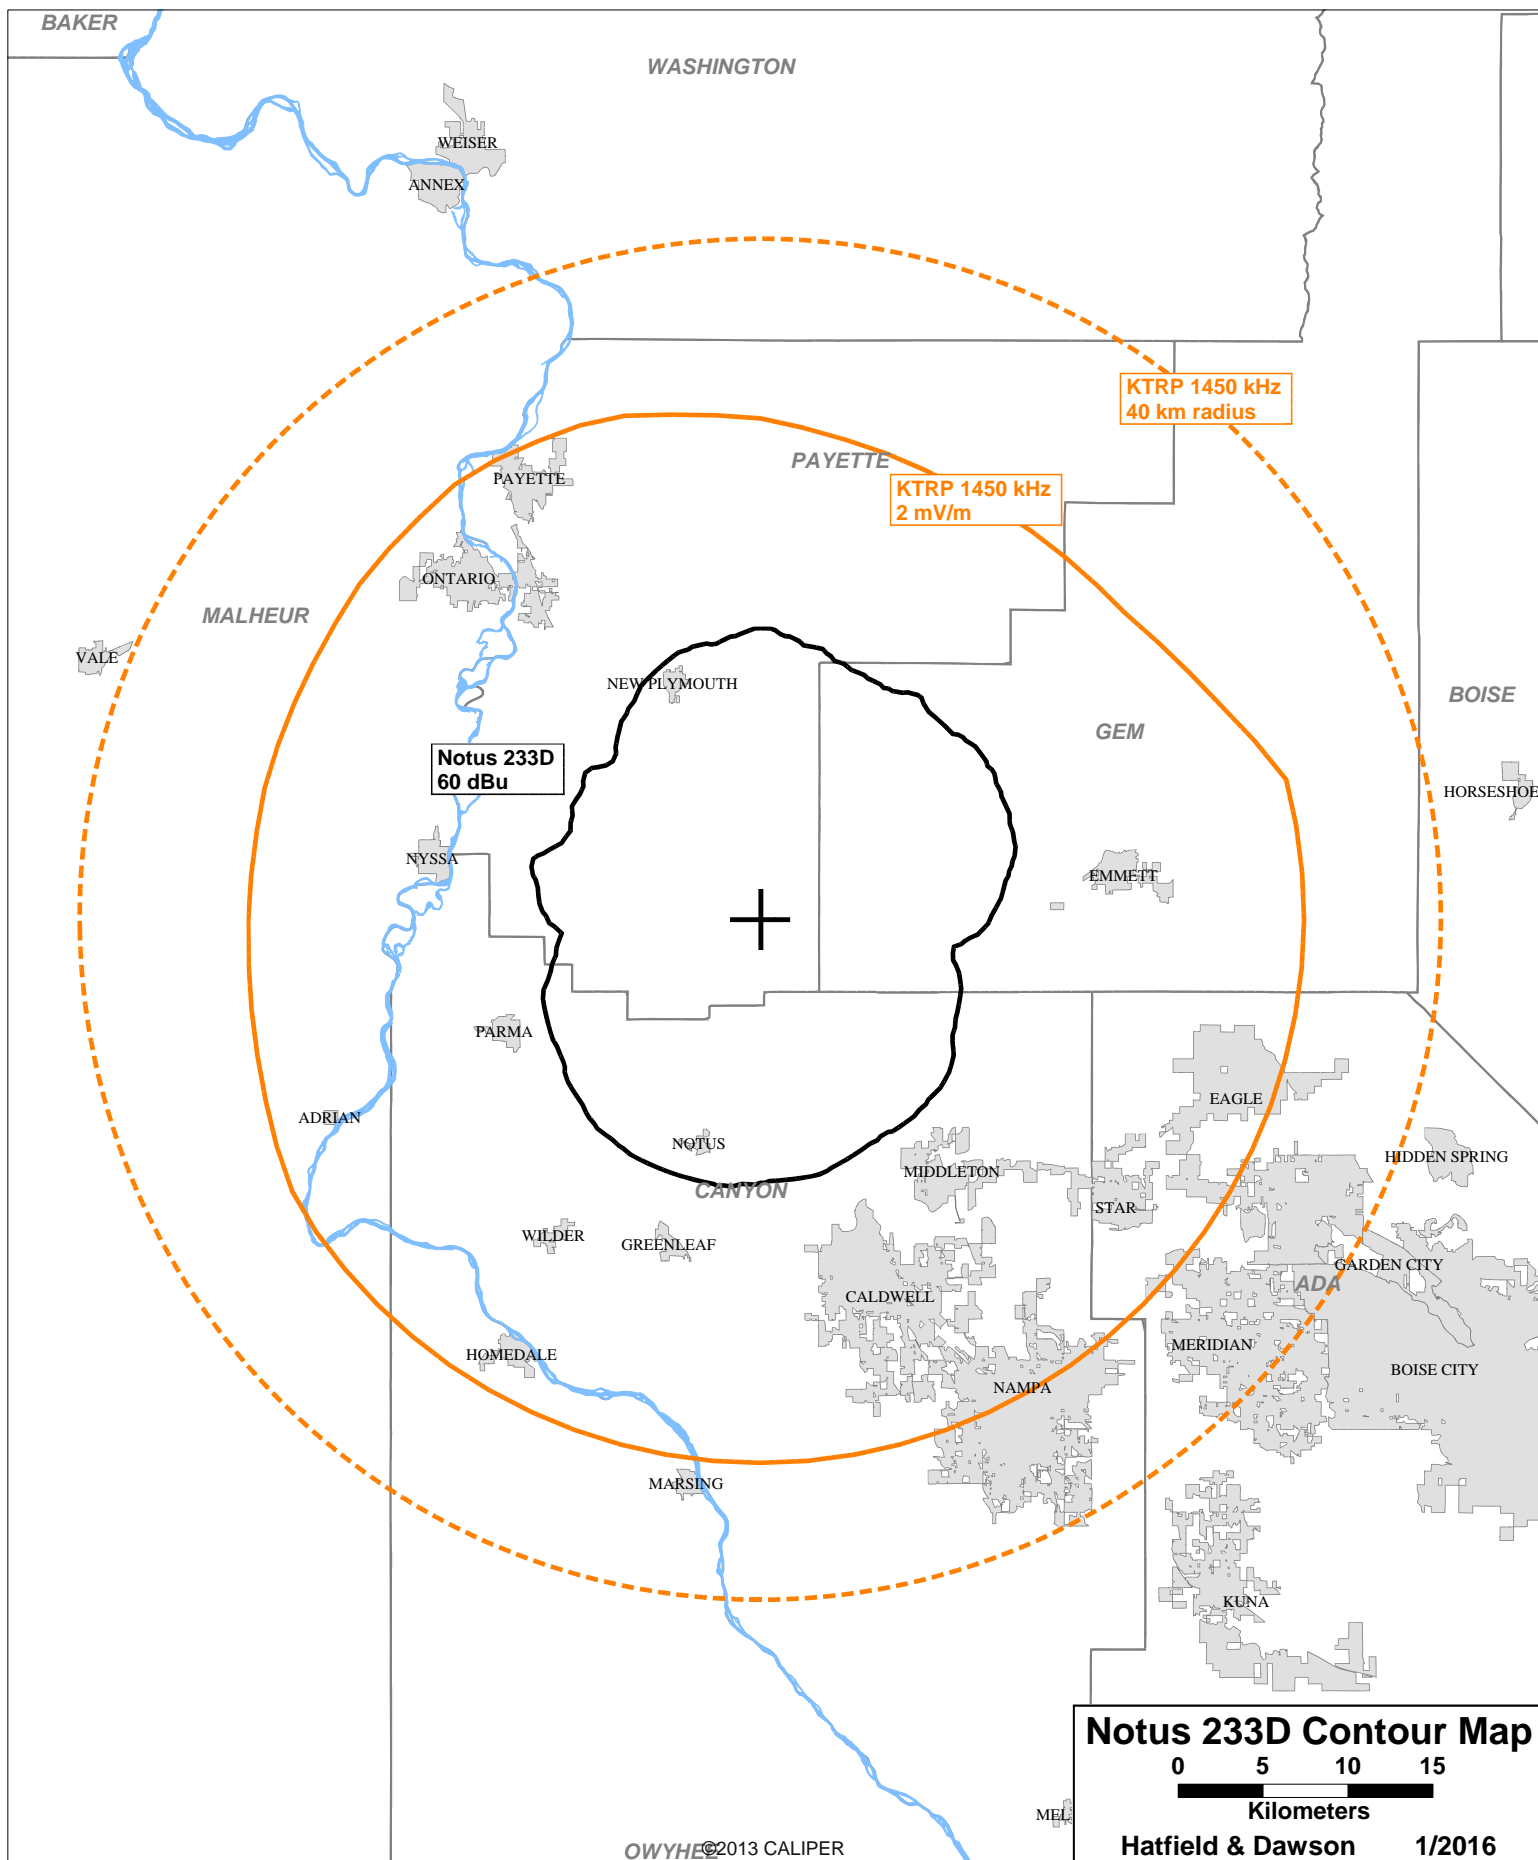 BAKER
WASHINGTON
WEISER
ANNEX
KTRP 1450 kHz
40 km radius
PAYETTE
PAYETTE
KTRP 1450 kHz
2 mV/m
ONTARIO
MALHEUR
VALE
NEW PLYMOUTH
BOISE
GEM
Notus 233D
60 dBu
HORSESHOE
NYSSA
EMMETT
PARMA
EAGLE
ADRIAN
NOTUS
HIDDEN SPRING
MIDDLETON
CANYON
STAR
WILDER
GREENLEAF
GARDEN CITY
ADA
CALDWELL
MERIDIAN
HOMEDALE
BOISE CITY
NAMPA
MARSING
KUNA
Notus 233D Contour Map
0 5 10 15
Kilometers
MEL
Hatfield & Dawson 1/2016
OWYHEE
©2013 CALIPER